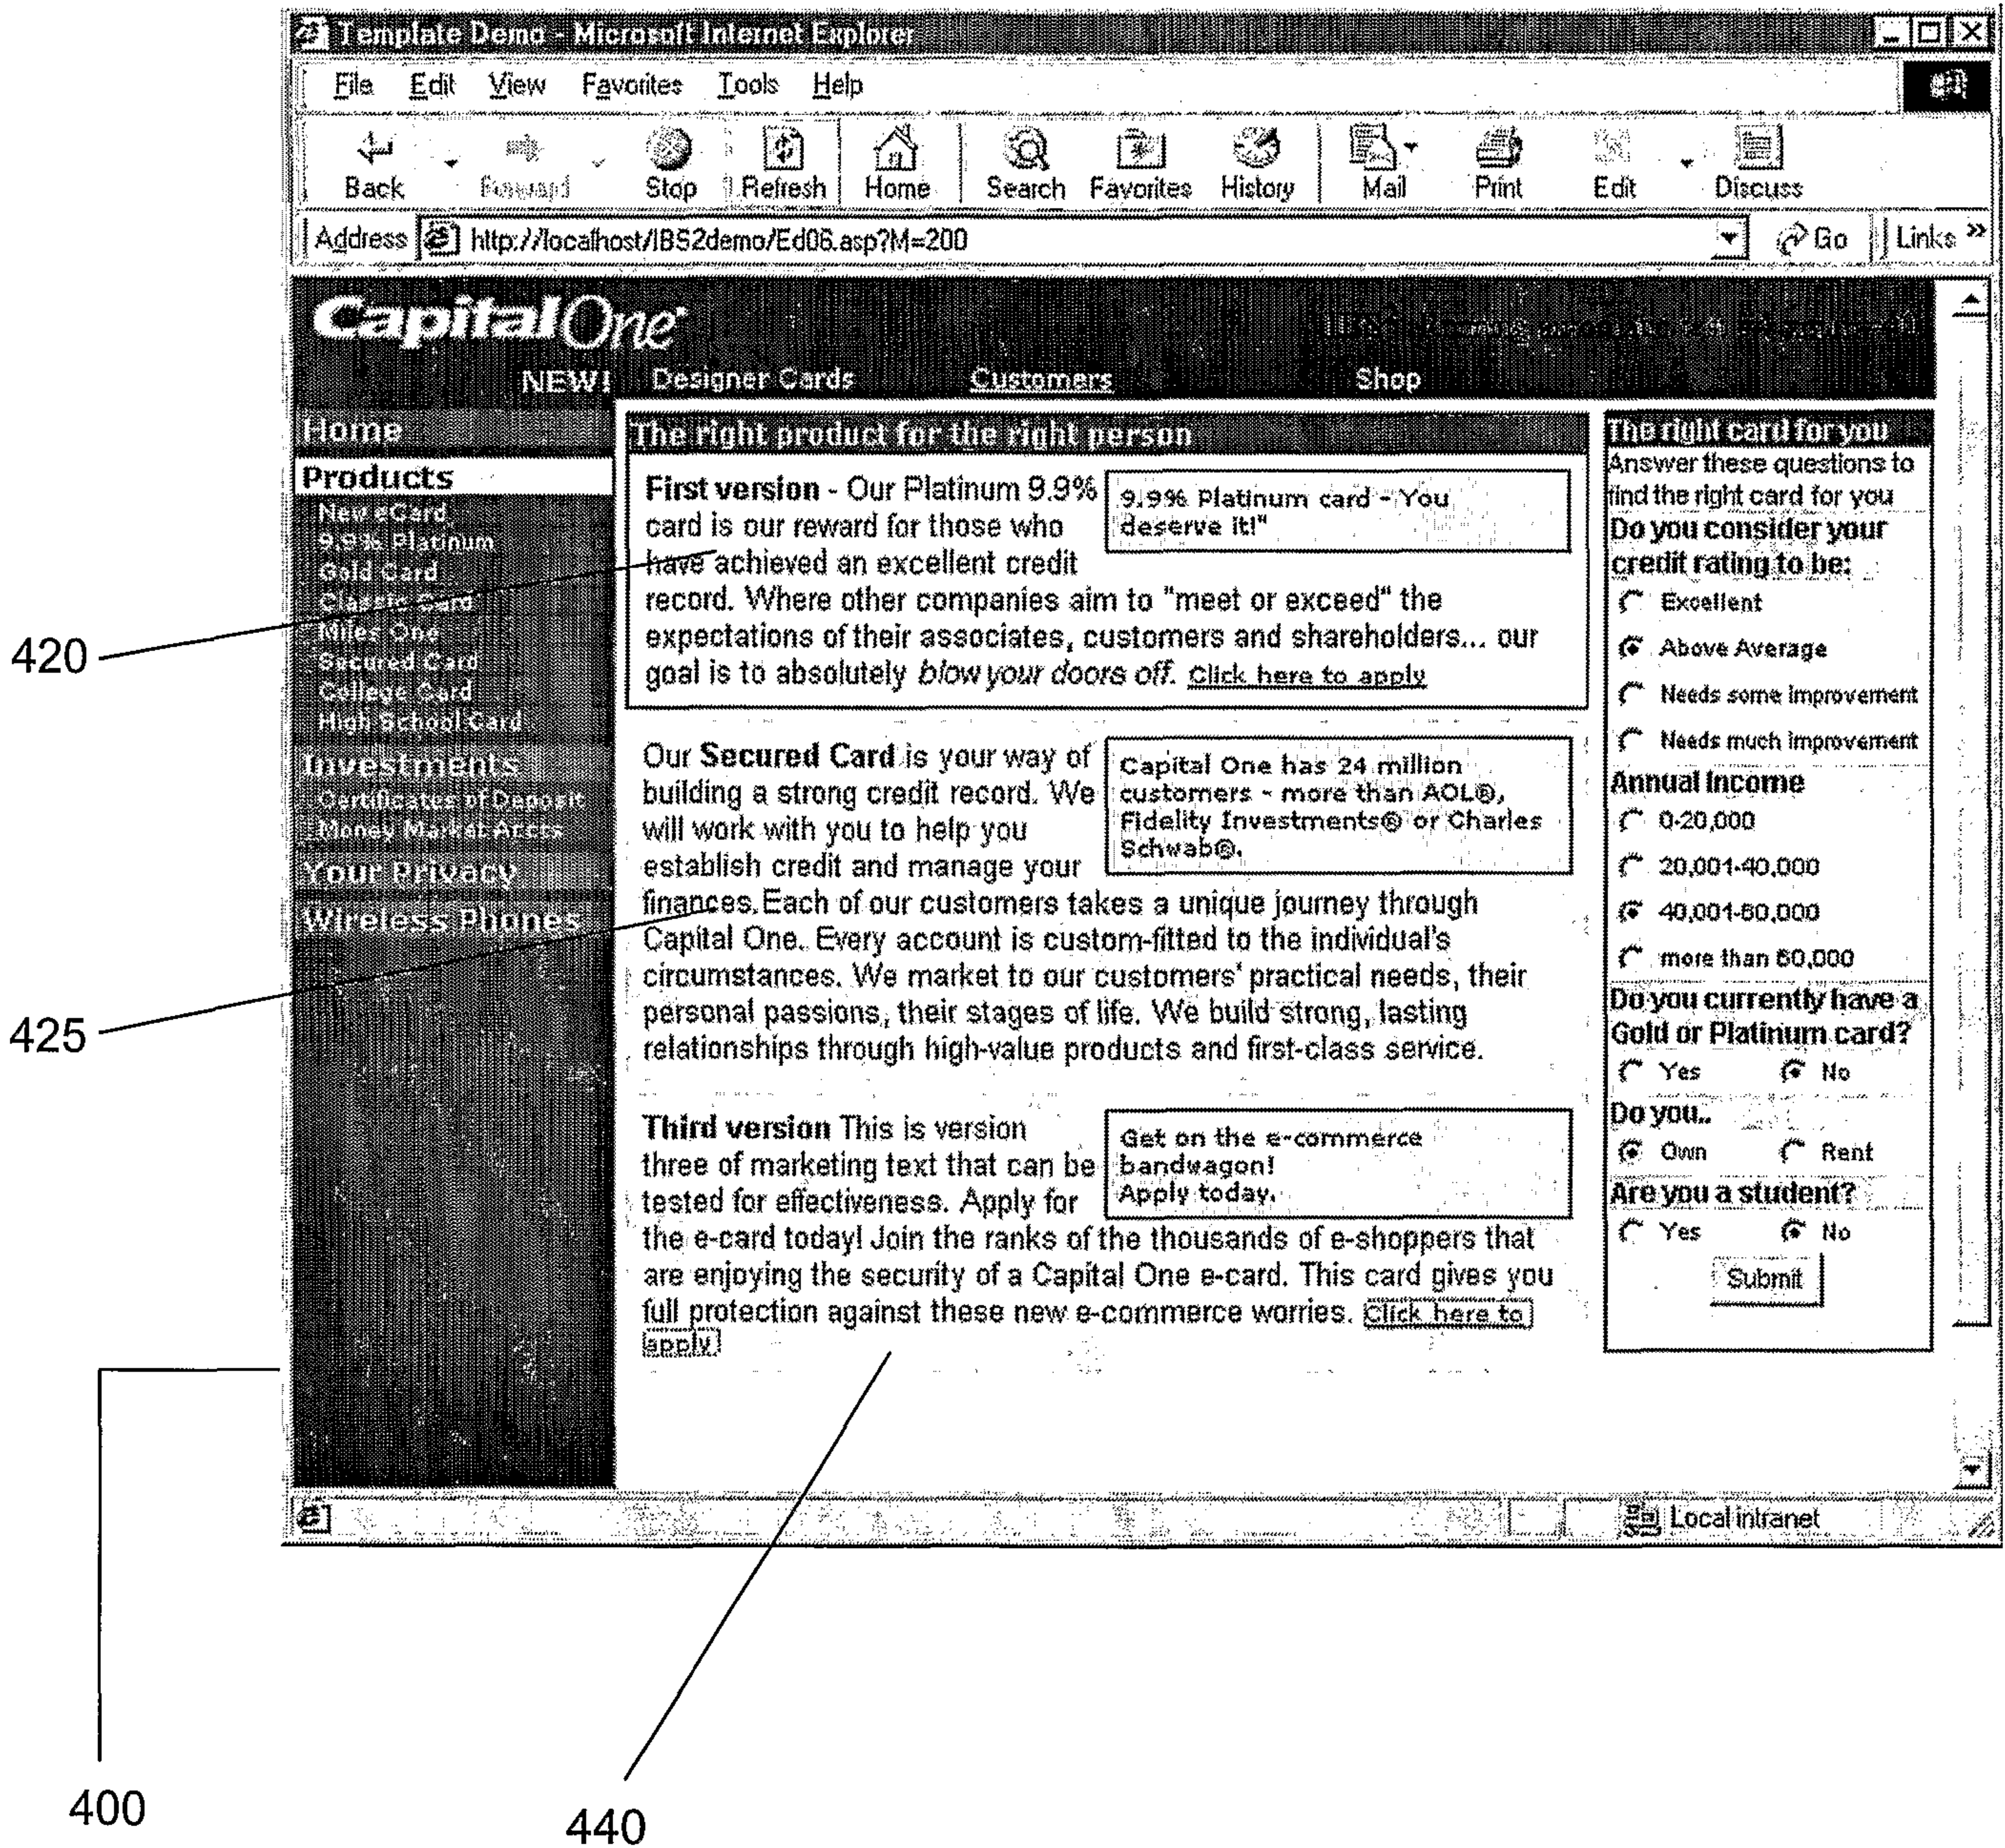 Template Demo - Microsoft Internet Explorer
File Edit View Favorites Tools Help
Back Forward Stop Refresh Home Search Favorites History Mail Print Edit Discuss
Address http://localhost/IBS2demo/Ed06.asp?M=200 Go Links »
CapitalOne
NEW! Designer Cards Customers Shop
Home
Products
New eCard
9.9% Platinum
Gold Card
Classic Card
Miles One
Secured Card
College Card
High School Card
Investments
Certificates of Deposit
Money Market Accts
Your Privacy
Wireless Phones
The right product for the right person
First version - Our Platinum 9.9%
card is our reward for those who
have achieved an excellent credit
record. Where other companies aim to "meet or exceed" the
expectations of their associates, customers and shareholders... our
goal is to absolutely blow your doors off. Click here to apply
9.9% Platinum card - You
deserve it!"
Our Secured Card is your way of
building a strong credit record. We
will work with you to help you
establish credit and manage your
finances. Each of our customers takes a unique journey through
Capital One. Every account is custom-fitted to the individual's
circumstances. We market to our customers' practical needs, their
personal passions, their stages of life. We build strong, lasting
relationships through high-value products and first-class service.
Capital One has 24 million
customers - more than AOL®,
Fidelity Investments® or Charles
Schwab®.
Third version This is version
three of marketing text that can be
tested for effectiveness. Apply for
the e-card today! Join the ranks of the thousands of e-shoppers that
are enjoying the security of a Capital One e-card. This card gives you
full protection against these new e-commerce worries. Click here to
apply!
Get on the e-commerce
bandwagon!
Apply today.
The right card for you
Answer these questions to
find the right card for you
Do you consider your
credit rating to be:
Excellent
Above Average
Needs some improvement
Needs much improvement
Annual Income
0-20,000
20,001-40,000
40,001-60,000
more than 60,000
Do you currently have a
Gold or Platinum card?
Yes No
Do you..
Own Rent
Are you a student?
Yes No
Submit
Local intranet
420
425
400
440